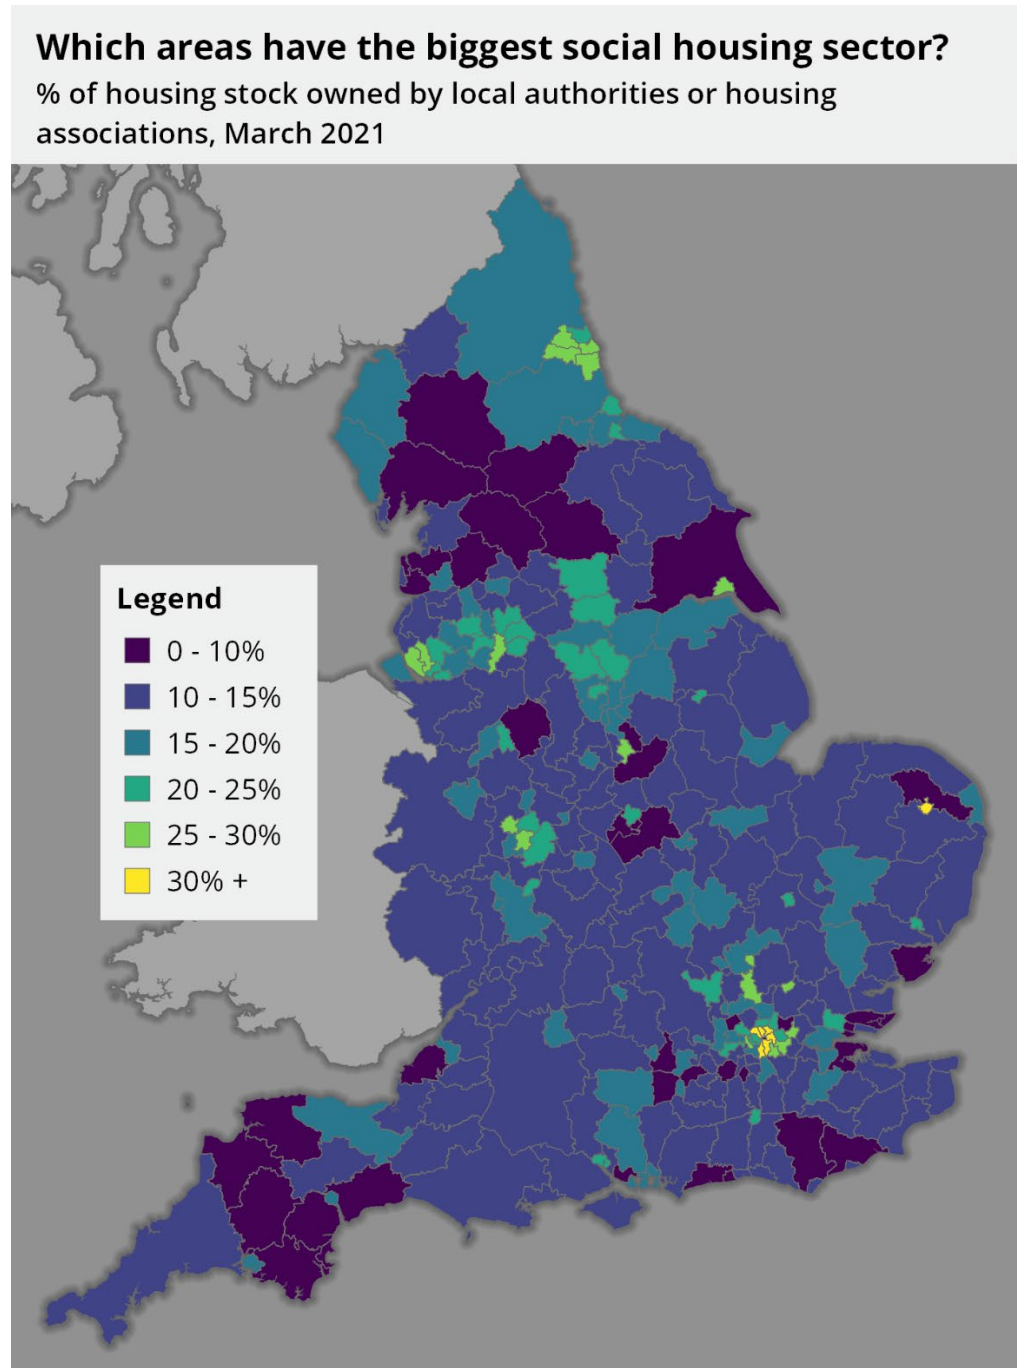 Which areas have the biggest social housing sector?
% of housing stock owned by local authorities or housing
associations, March 2021
Legend
0 - 10%
10 - 15%
15 - 20%
20 - 25%
25 - 30%
30% +